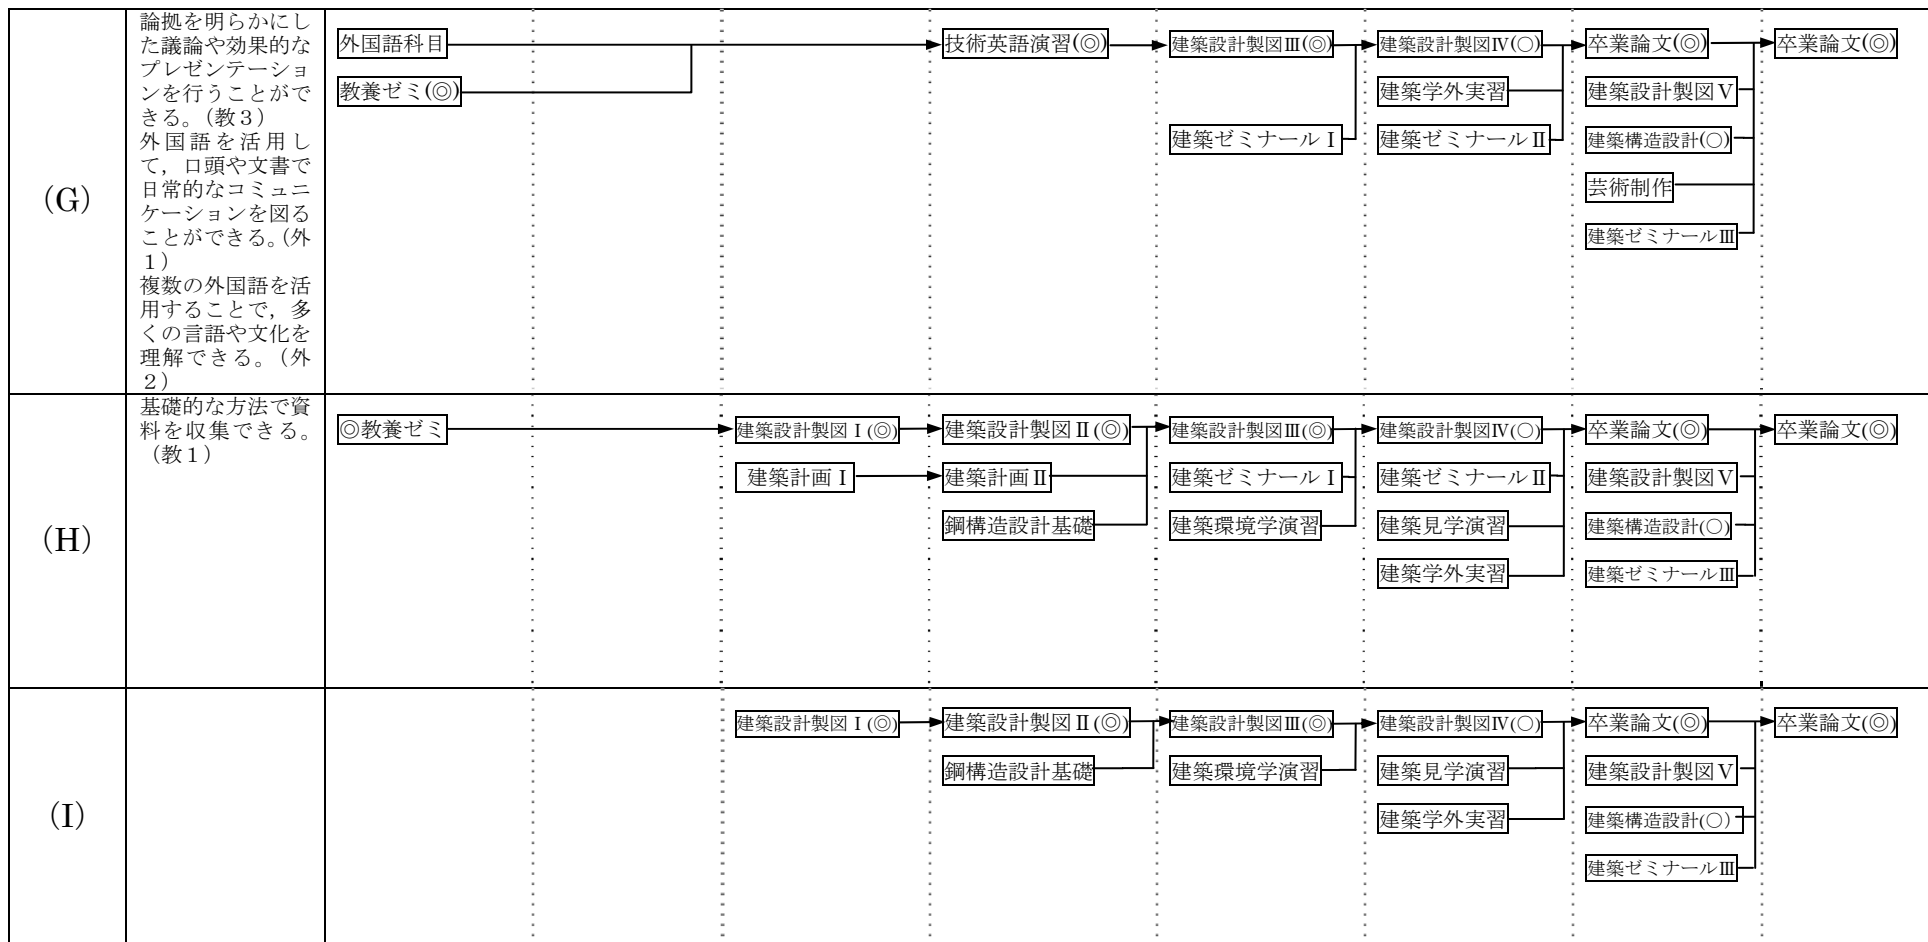 (G)
論拠を明らかにし
た議論や効果的な
プレゼンテーショ
ンを行うことがで
きる。(教3)
外国語を活用し
て，口頭や文書で
日常的なコミュニ
ケーションを図る
ことができる。(外
1)
複数の外国語を活
用することで，多
くの言語や文化を
理解できる。(外
2)
外国語科目
技術英語演習(◎)
建築設計製図Ⅲ(◎)
建築設計製図Ⅳ(○)
卒業論文(◎)
卒業論文(◎)
教養ゼミ(◎)
建築学外実習
建築設計製図Ⅴ
建築ゼミナールⅠ
建築ゼミナールⅡ
建築構造設計(○)
芸術制作
建築ゼミナールⅢ
(H)
基礎的な方法で資
料を収集できる。
(教1)
◎教養ゼミ
建築設計製図Ⅰ(◎)
建築設計製図Ⅱ(◎)
建築設計製図Ⅲ(◎)
建築設計製図Ⅳ(○)
卒業論文(◎)
卒業論文(◎)
建築計画Ⅰ
建築計画Ⅱ
建築ゼミナールⅠ
建築ゼミナールⅡ
建築設計製図Ⅴ
鋼構造設計基礎
建築環境学演習
建築見学演習
建築構造設計(○)
建築学外実習
建築ゼミナールⅢ
(I)
建築設計製図Ⅰ(◎)
建築設計製図Ⅱ(◎)
建築設計製図Ⅲ(◎)
建築設計製図Ⅳ(○)
卒業論文(◎)
卒業論文(◎)
鋼構造設計基礎
建築環境学演習
建築見学演習
建築設計製図Ⅴ
建築学外実習
建築構造設計(○)
建築ゼミナールⅢ